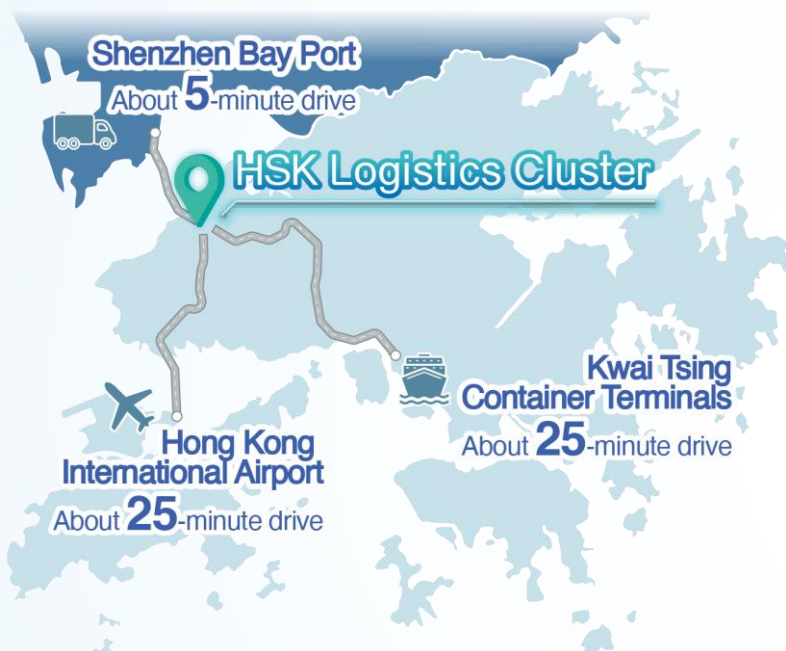 Shenzhen Bay Port
About 5-minute drive
HSK Logistics Cluster
Kwai Tsing
Container Terminals
About 25-minute drive
Hong Kong
International Airport
About 25-minute drive